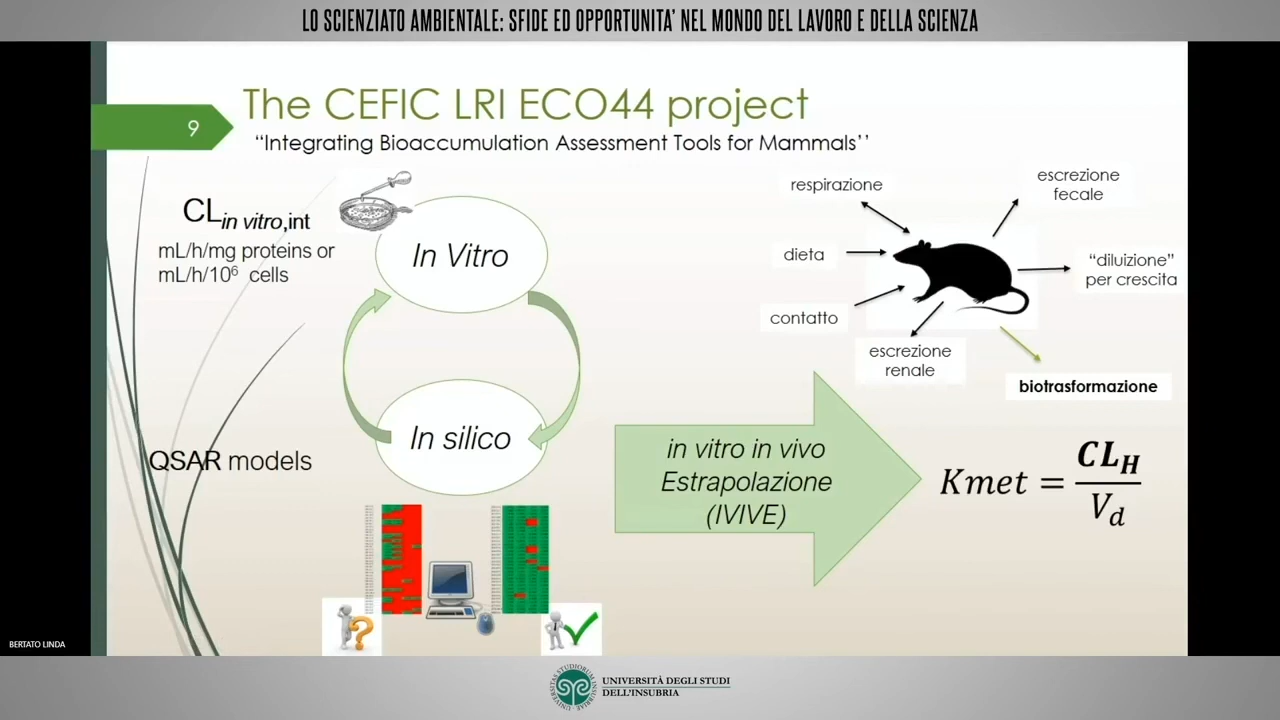 LO SCIENZIATO AMBIENTALE: SFIDE ED OPPORTUNITA' NEL MONDO DEL LAVORO E DELLA SCIENZA
9
The CEFIC LRI ECO44 project
“Integrating Bioaccumulation Assessment Tools for Mammals’’
CL in vitro,int
mL/h/mg proteins or
mL/h/10⁶ cells
In Vitro
In silico
QSAR models
respirazione
escrezione
fecale
dieta
“diluizione”
per crescita
contatto
escrezione
renale
biotrasformazione
in vitro in vivo
Estrapolazione
(IVIVE)
Kmet = CL_H / V_d
BERTATO LINDA
UNIVERSITÀ DEGLI STUDI
DELL'INSUBRIA